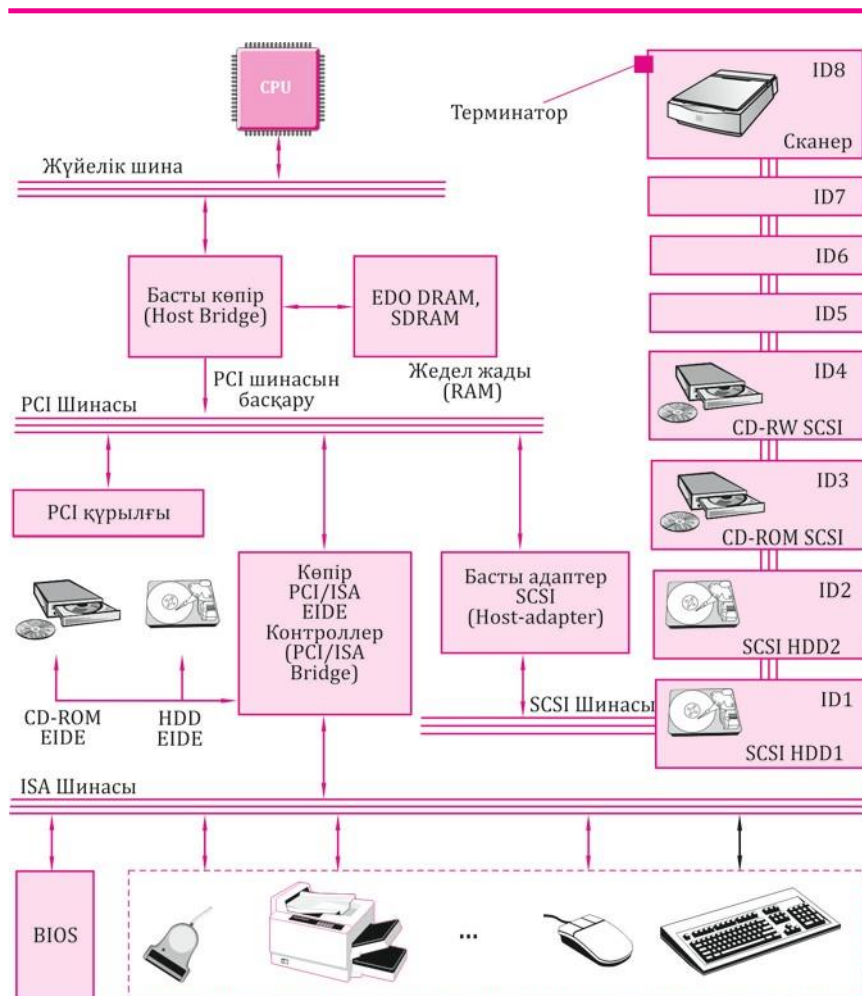 CPU
Жүйелік шина
Басты көпір
(Host Bridge)
EDO DRAM,
SDRAM
Жедел жады
(RAM)
PCI шинасын
басқару
PCI Шинасы
PCI құрылғы
Көпір
PCI/ISA
EIDE
Контроллер
(PCI/ISA
Bridge)
Басты адаптер
SCSI
(Host-adapter)
CD-ROM
EIDE
HDD
EIDE
SCSI Шинасы
ISA Шинасы
BIOS
...
Терминатор
ID8
Сканер
ID7
ID6
ID5
ID4
CD-RW SCSI
ID3
CD-ROM SCSI
ID2
SCSI HDD2
ID1
SCSI HDD1